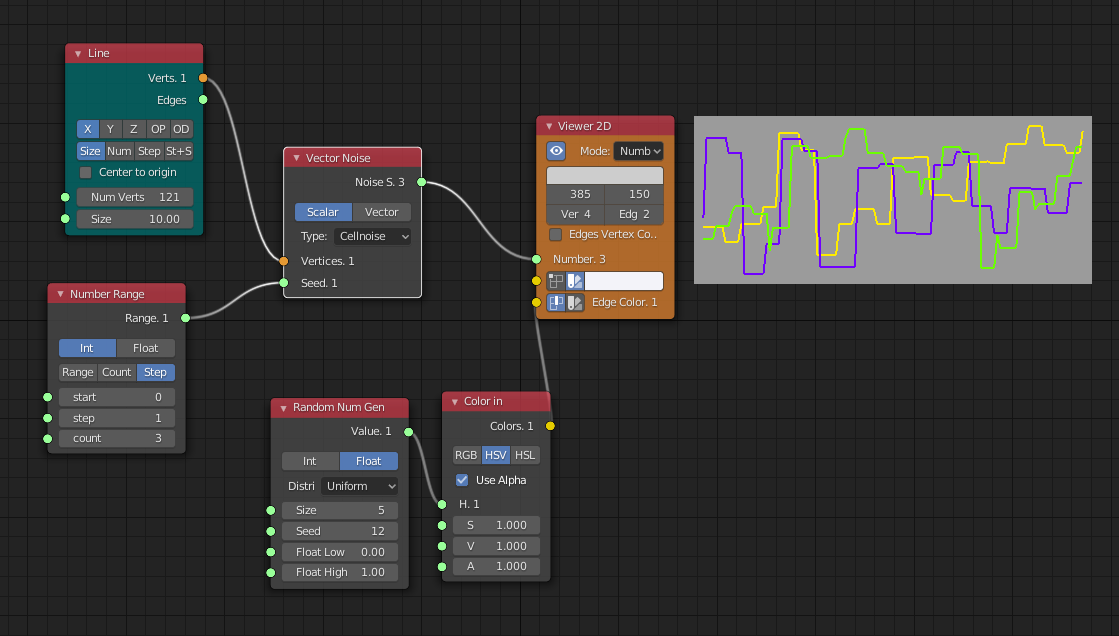 Line
Verts. 1
Edges
X Y Z OP OD
Size Num Step St+S
Center to origin
Num Verts 121
Size 10.00
Number Range
Range. 1
Int Float
Range Count Step
start 0
step 1
count 3
Vector Noise
Noise S. 3
Scalar Vector
Type: Cellnoise
Vertices. 1
Seed. 1
Random Num Gen
Value. 1
Int Float
Distri Uniform
Size 5
Seed 12
Float Low 0.00
Float High 1.00
Color in
Colors. 1
RGB HSV HSL
Use Alpha
H. 1
S 1.000
V 1.000
A 1.000
Viewer 2D
Mode: Numb
385 150
Ver 4 Edg 2
Edges Vertex Co..
Number. 3
Edge Color. 1